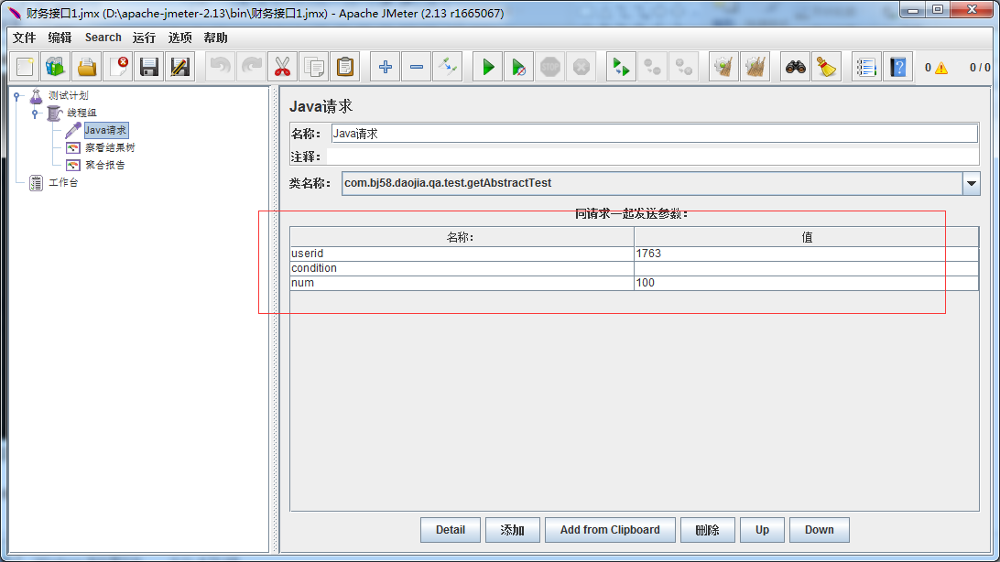 财务接口1.jmx (D:\apache-jmeter-2.13\bin\财务接口1.jmx) - Apache JMeter (2.13 r1665067)
文件 编辑 Search 运行 选项 帮助
STOP
0 0 / 0
测试计划
线程组
Java请求
察看结果树
聚合报告
工作台
Java请求
名称： Java请求
注释：
类名称： com.bj58.daojia.qa.test.getAbstractTest
同请求一起发送参数：
名称： 值
userid 1763
condition
num 100
Detail 添加 Add from Clipboard 删除 Up Down